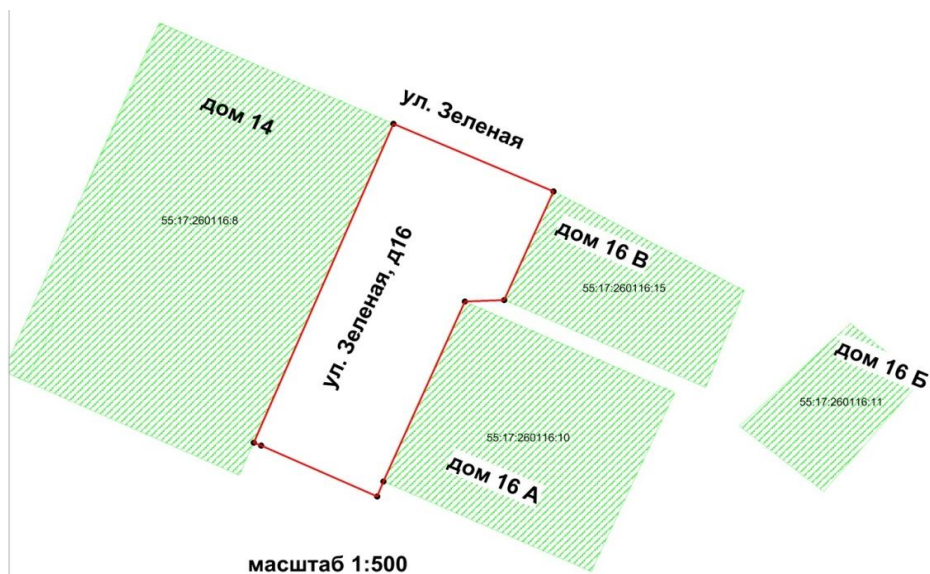 ул. Зеленая
дом 14
55:17:260116:8
ул. Зеленая, д16
дом 16 В
55:17:260116:15
дом 16 Б
55:17:260116:11
55:17:260116:10
дом 16 А
масштаб 1:500